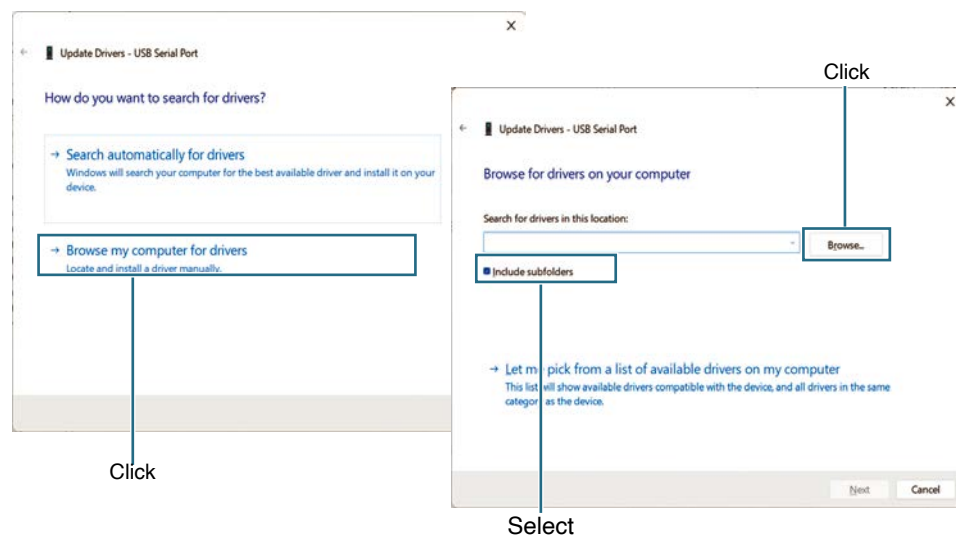 Update Drivers - USB Serial Port
How do you want to search for drivers?
→ Search automatically for drivers
Windows will search your computer for the best available driver and install it on your
device.
→ Browse my computer for drivers
Locate and install a driver manually.
Click
Click
Update Drivers - USB Serial Port
Browse for drivers on your computer
Search for drivers in this location:
Browse...
Include subfolders
→ Let me pick from a list of available drivers on my computer
This list will show available drivers compatible with the device, and all drivers in the same
category as the device.
Next Cancel
Select